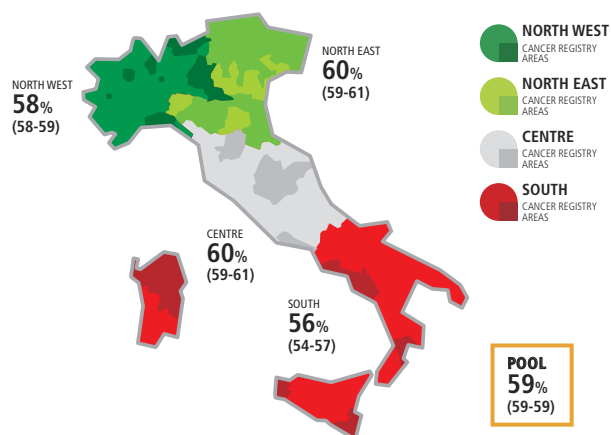 NORTH WEST
58%
(58-59)
NORTH EAST
60%
(59-61)
CENTRE
60%
(59-61)
SOUTH
56%
(54-57)
NORTH WEST
CANCER REGISTRY
AREAS
NORTH EAST
CANCER REGISTRY
AREAS
CENTRE
CANCER REGISTRY
AREAS
SOUTH
CANCER REGISTRY
AREAS
POOL
59%
(59-59)